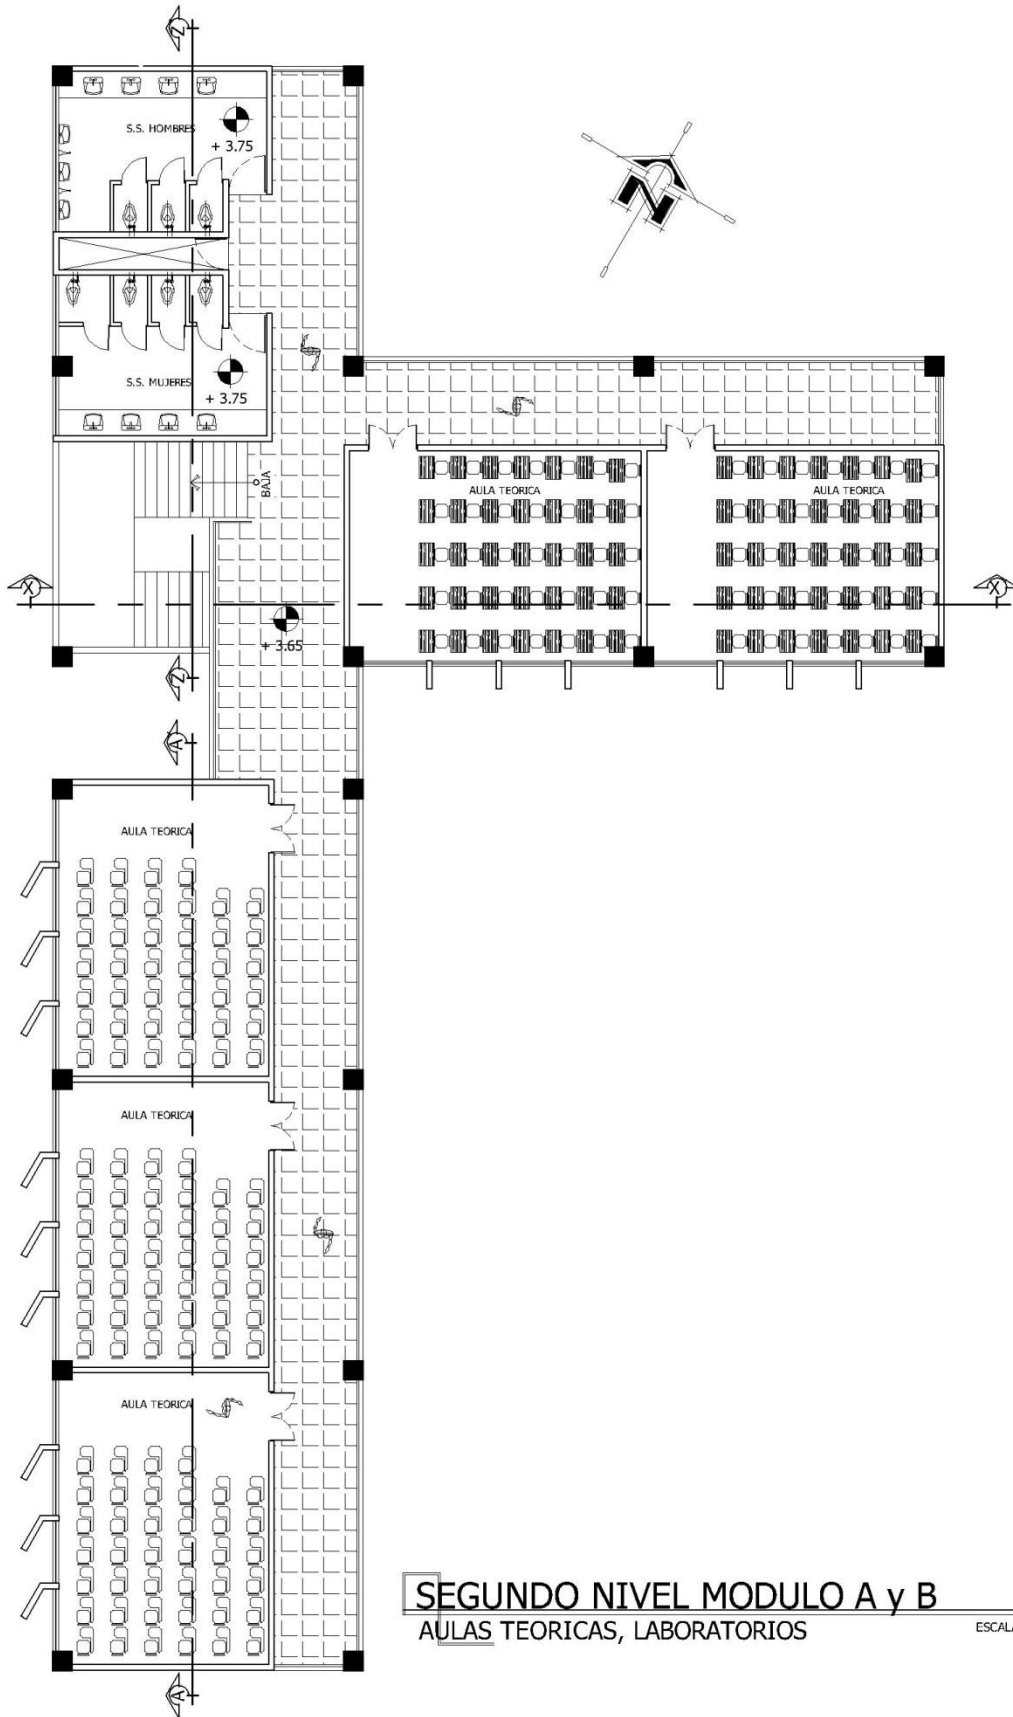 Z
S.S. HOMBRES
+ 3.75
N
S.S. MUJERES
+ 3.75
BAJA
AULA TEORICA
AULA TEORICA
X
X
+ 3.65
Z
A
AULA TEORICA
AULA TEORICA
AULA TEORICA
SEGUNDO NIVEL MODULO A y B
AULAS TEORICAS, LABORATORIOS
A